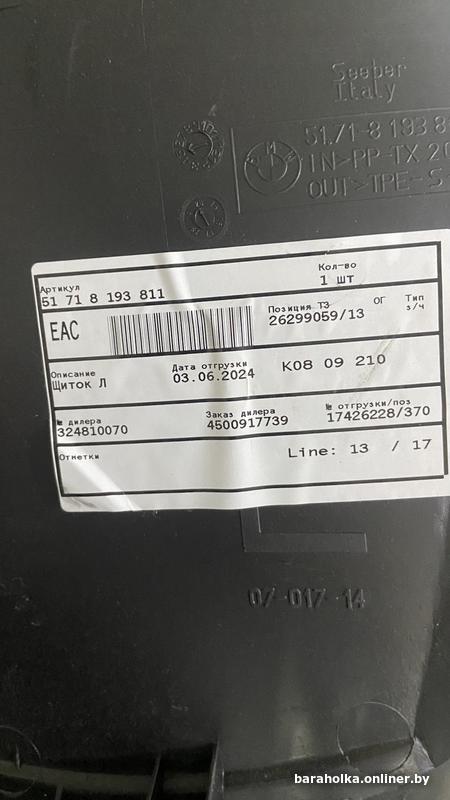 Seeber
Italy
51.71-8 193 8
BMW
IN>PP-TX 20
OUT>TPE-S-
Артикул
51 71 8 193 811
Кол-во
1 шт
EAC
Позиция ТЗ
26299059/13
ОГ
Тип з/ч
Описание
Щиток Л
Дата отгрузки
03.06.2024
K08 09 210
№ дилера
324810070
Заказ дилера
4500917739
№ отгрузки/поз
17426228/370
Отметки
Line: 13 / 17
L
017-14
baraholka.onliner.by